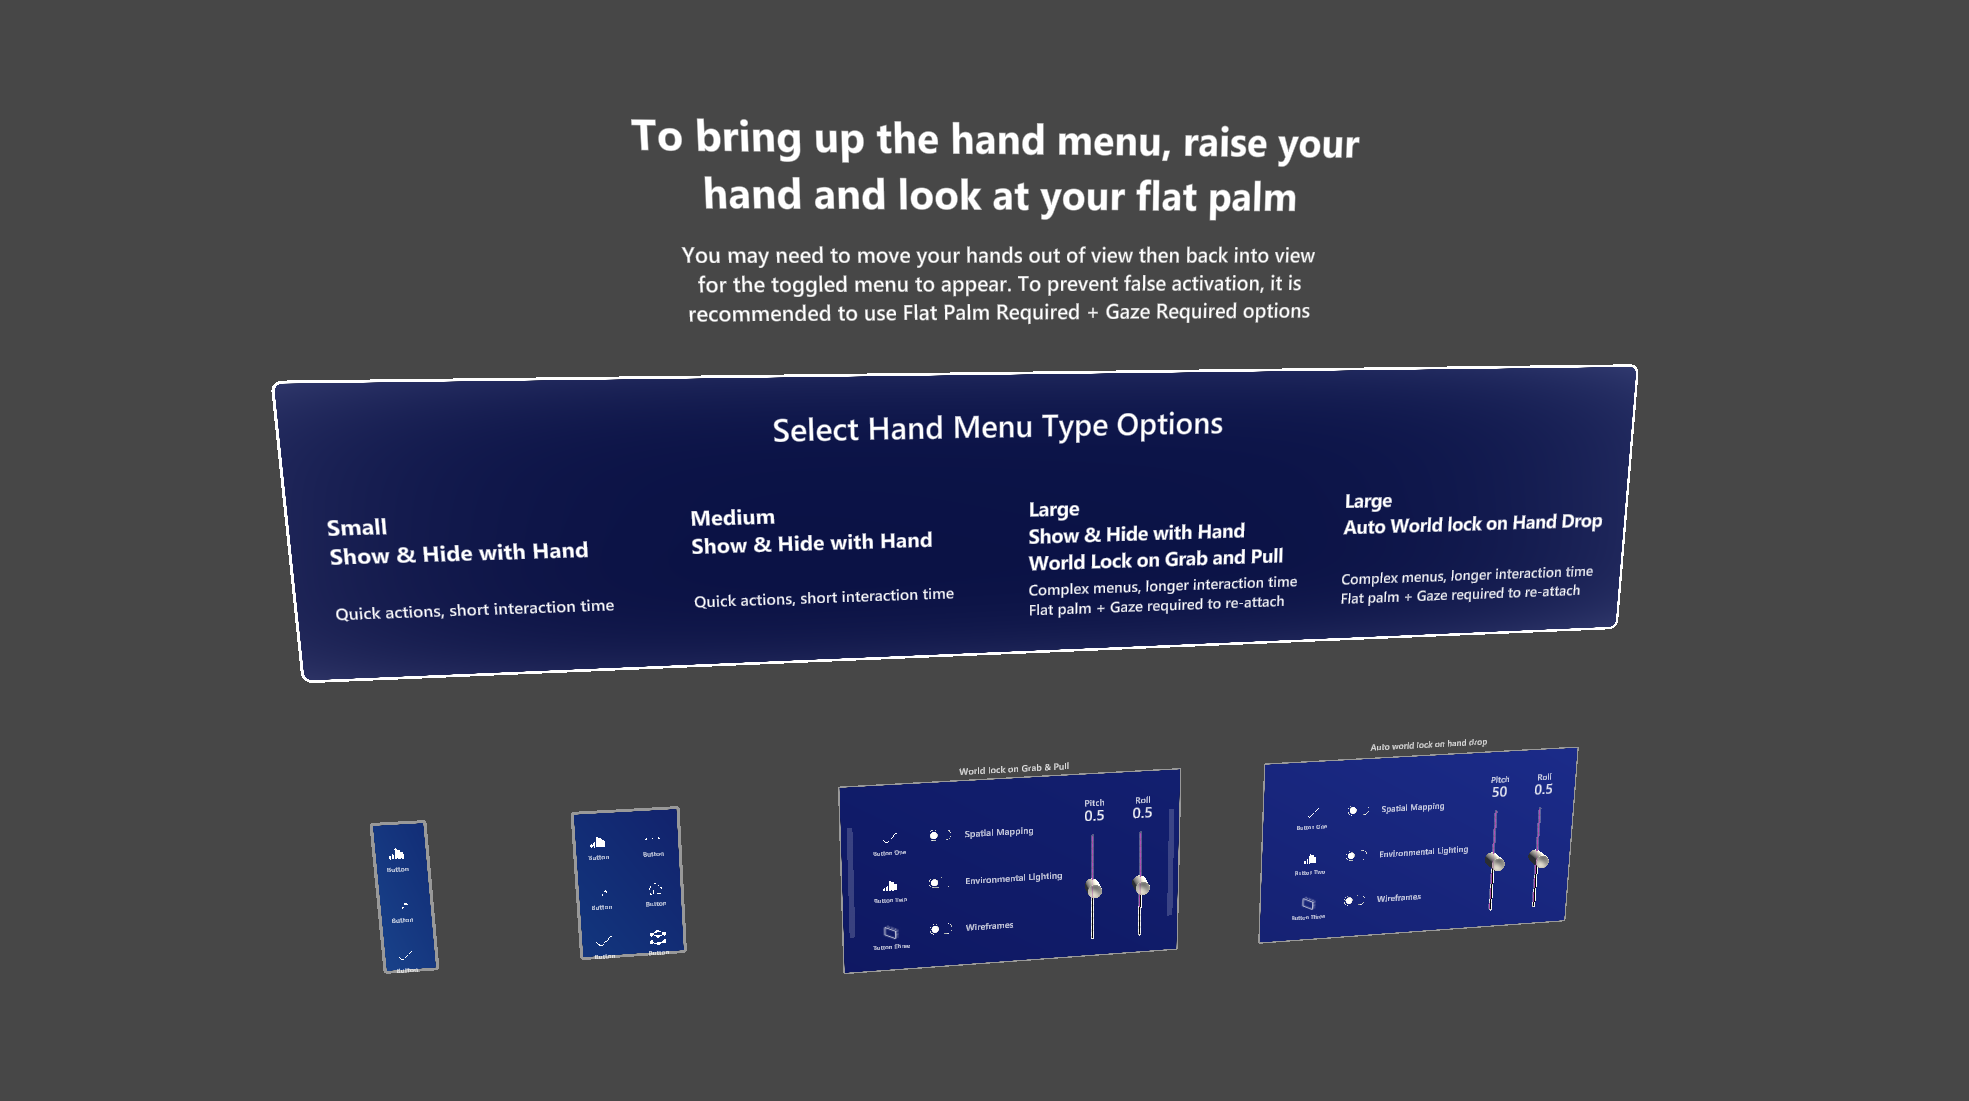 To bring up the hand menu, raise your
hand and look at your flat palm
You may need to move your hands out of view then back into view
for the toggled menu to appear. To prevent false activation, it is
recommended to use Flat Palm Required + Gaze Required options
Select Hand Menu Type Options
Small
Show & Hide with Hand
Quick actions, short interaction time
Medium
Show & Hide with Hand
Quick actions, short interaction time
Large
Show & Hide with Hand
World Lock on Grab and Pull
Complex menus, longer interaction time
Flat palm + Gaze required to re-attach
Large
Auto World lock on Hand Drop
Complex menus, longer interaction time
Flat palm + Gaze required to re-attach
Button
Button
Button
Button
Button
Button
Button
Button
Button
World lock on Grab & Pull
Button One
Spatial Mapping
Button Two
Environmental Lighting
Button Three
Wireframes
Pitch
0.5
Roll
0.5
Auto world lock on hand drop
Button One
Spatial Mapping
Button Two
Environmental Lighting
Button Three
Wireframes
Pitch
50
Roll
0.5